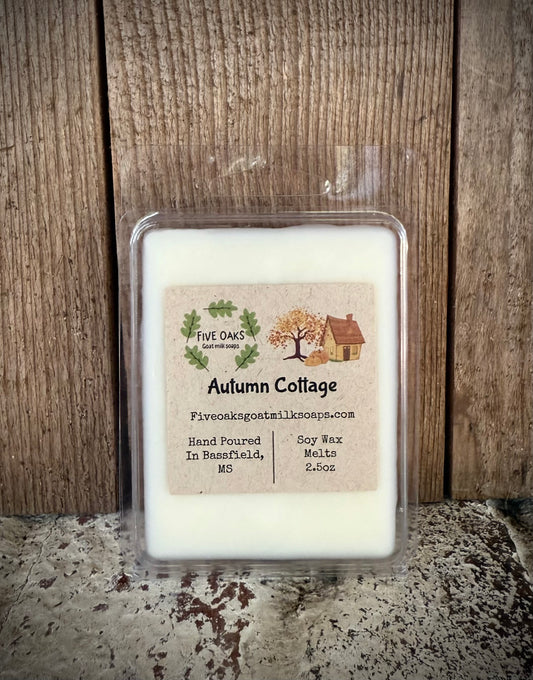 FIVE OAKS
Goat milk soaps
Autumn Cottage
Fiveoaksgoatmilksoaps.com
Hand Poured
In Bassfield,
MS
Soy Wax
Melts
2.5oz